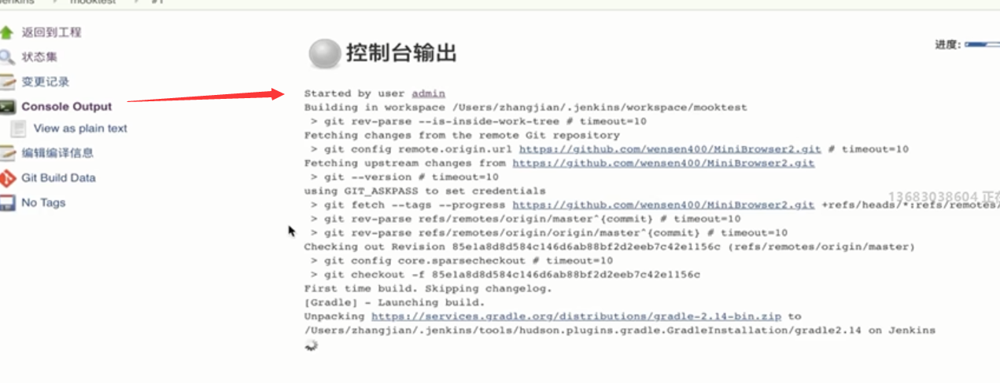 mooktest
#1
返回到工程
状态集
变更记录
Console Output
View as plain text
编辑编译信息
Git Build Data
No Tags
控制台输出
进度:
Started by user admin
Building in workspace /Users/zhangjian/.jenkins/workspace/mooktest
> git rev-parse --is-inside-work-tree # timeout=10
Fetching changes from the remote Git repository
> git config remote.origin.url https://github.com/wensen400/MiniBrowser2.git # timeout=10
Fetching upstream changes from https://github.com/wensen400/MiniBrowser2.git
> git --version # timeout=10
using GIT_ASKPASS to set credentials
> git fetch --tags --progress https://github.com/wensen400/MiniBrowser2.git +refs/heads/*:refs/remotes/
> git rev-parse refs/remotes/origin/master^{commit} # timeout=10
> git rev-parse refs/remotes/origin/origin/master^{commit} # timeout=10
Checking out Revision 85e1a8d8d584c146d6ab88bf2d2eeb7c42e1156c (refs/remotes/origin/master)
> git config core.sparsecheckout # timeout=10
> git checkout -f 85e1a8d8d584c146d6ab88bf2d2eeb7c42e1156c
First time build. Skipping changelog.
[Gradle] - Launching build.
Unpacking https://services.gradle.org/distributions/gradle-2.14-bin.zip to
/Users/zhangjian/.jenkins/tools/hudson.plugins.gradle.GradleInstallation/gradle2.14 on Jenkins
13683038604 正在